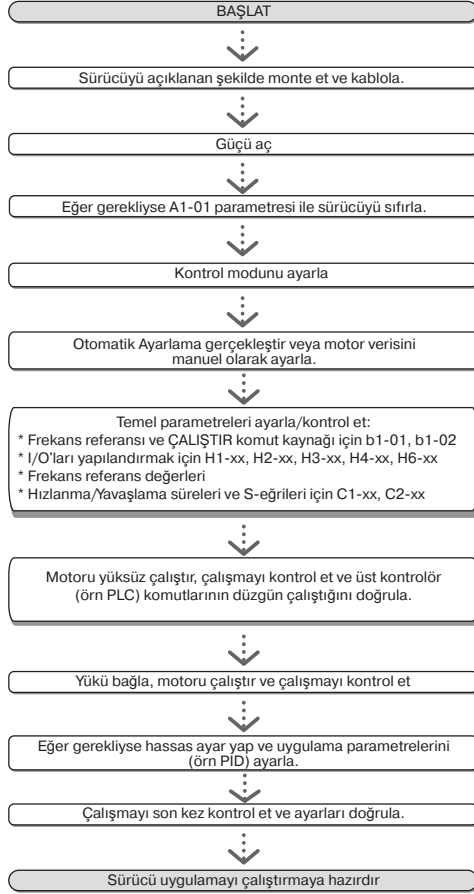 BAŞLAT
Sürücüyü açıklanan şekilde monte et ve kablola.
Güçü aç
Eğer gerekliyse A1-01 parametresi ile sürücüyü sıfırla.
Kontrol modunu ayarla
Otomatik Ayarlama gerçekleştir veya motor verisini
manuel olarak ayarla.
Temel parametreleri ayarla/kontrol et:
* Frekans referansı ve ÇALIŞTIR komut kaynağı için b1-01, b1-02
* I/O'ları yapılandırmak için H1-xx, H2-xx, H3-xx, H4-xx, H6-xx
* Frekans referans değerleri
* Hızlanma/Yavaşlama süreleri ve S-eğrileri için C1-xx, C2-xx
Motoru yüksüz çalıştır, çalışmayı kontrol et ve üst kontrolör
(örn PLC) komutlarının düzgün çalıştığını doğrula.
Yükü bağla, motoru çalıştır ve çalışmayı kontrol et
Eğer gerekliyse hassas ayar yap ve uygulama parametrelerini
(örn PID) ayarla.
Çalışmayı son kez kontrol et ve ayarları doğrula.
Sürücü uygulamayı çalıştırmaya hazırdır